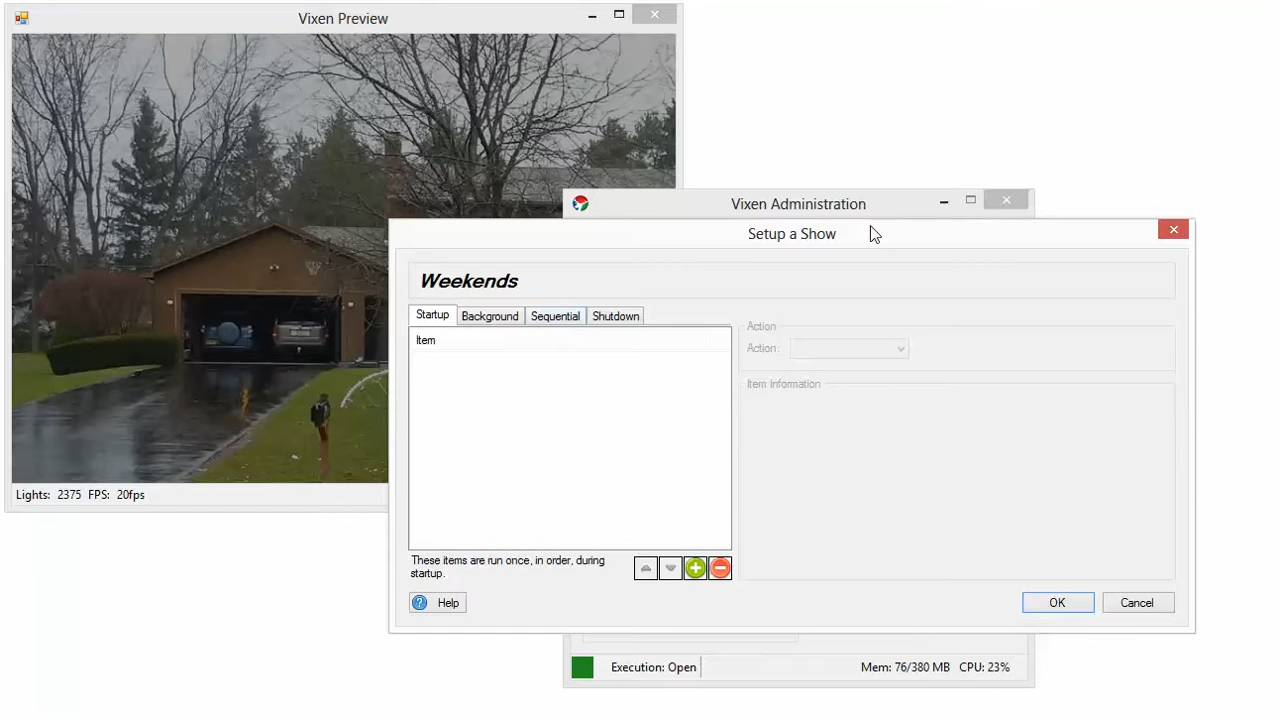 Vixen Preview
Lights: 2375 FPS: 20fps
Vixen Administration
Setup a Show
Weekends
Startup
Background
Sequential
Shutdown
Item
These items are run once, in order, during
startup.
Help
Action
Action:
Item Information
OK
Cancel
Execution: Open
Mem: 76/380 MB CPU: 23%